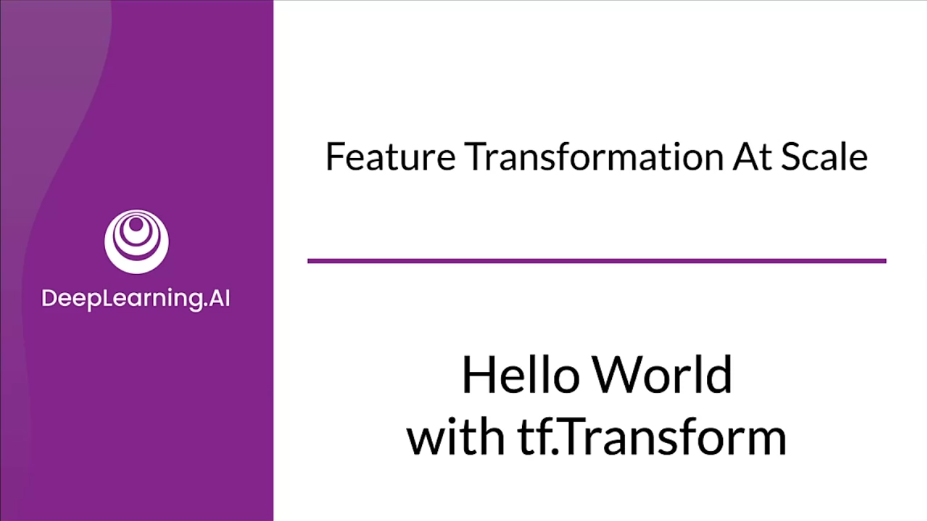 Feature Transformation At Scale
DeepLearning.AI
Hello World
with tf.Transform